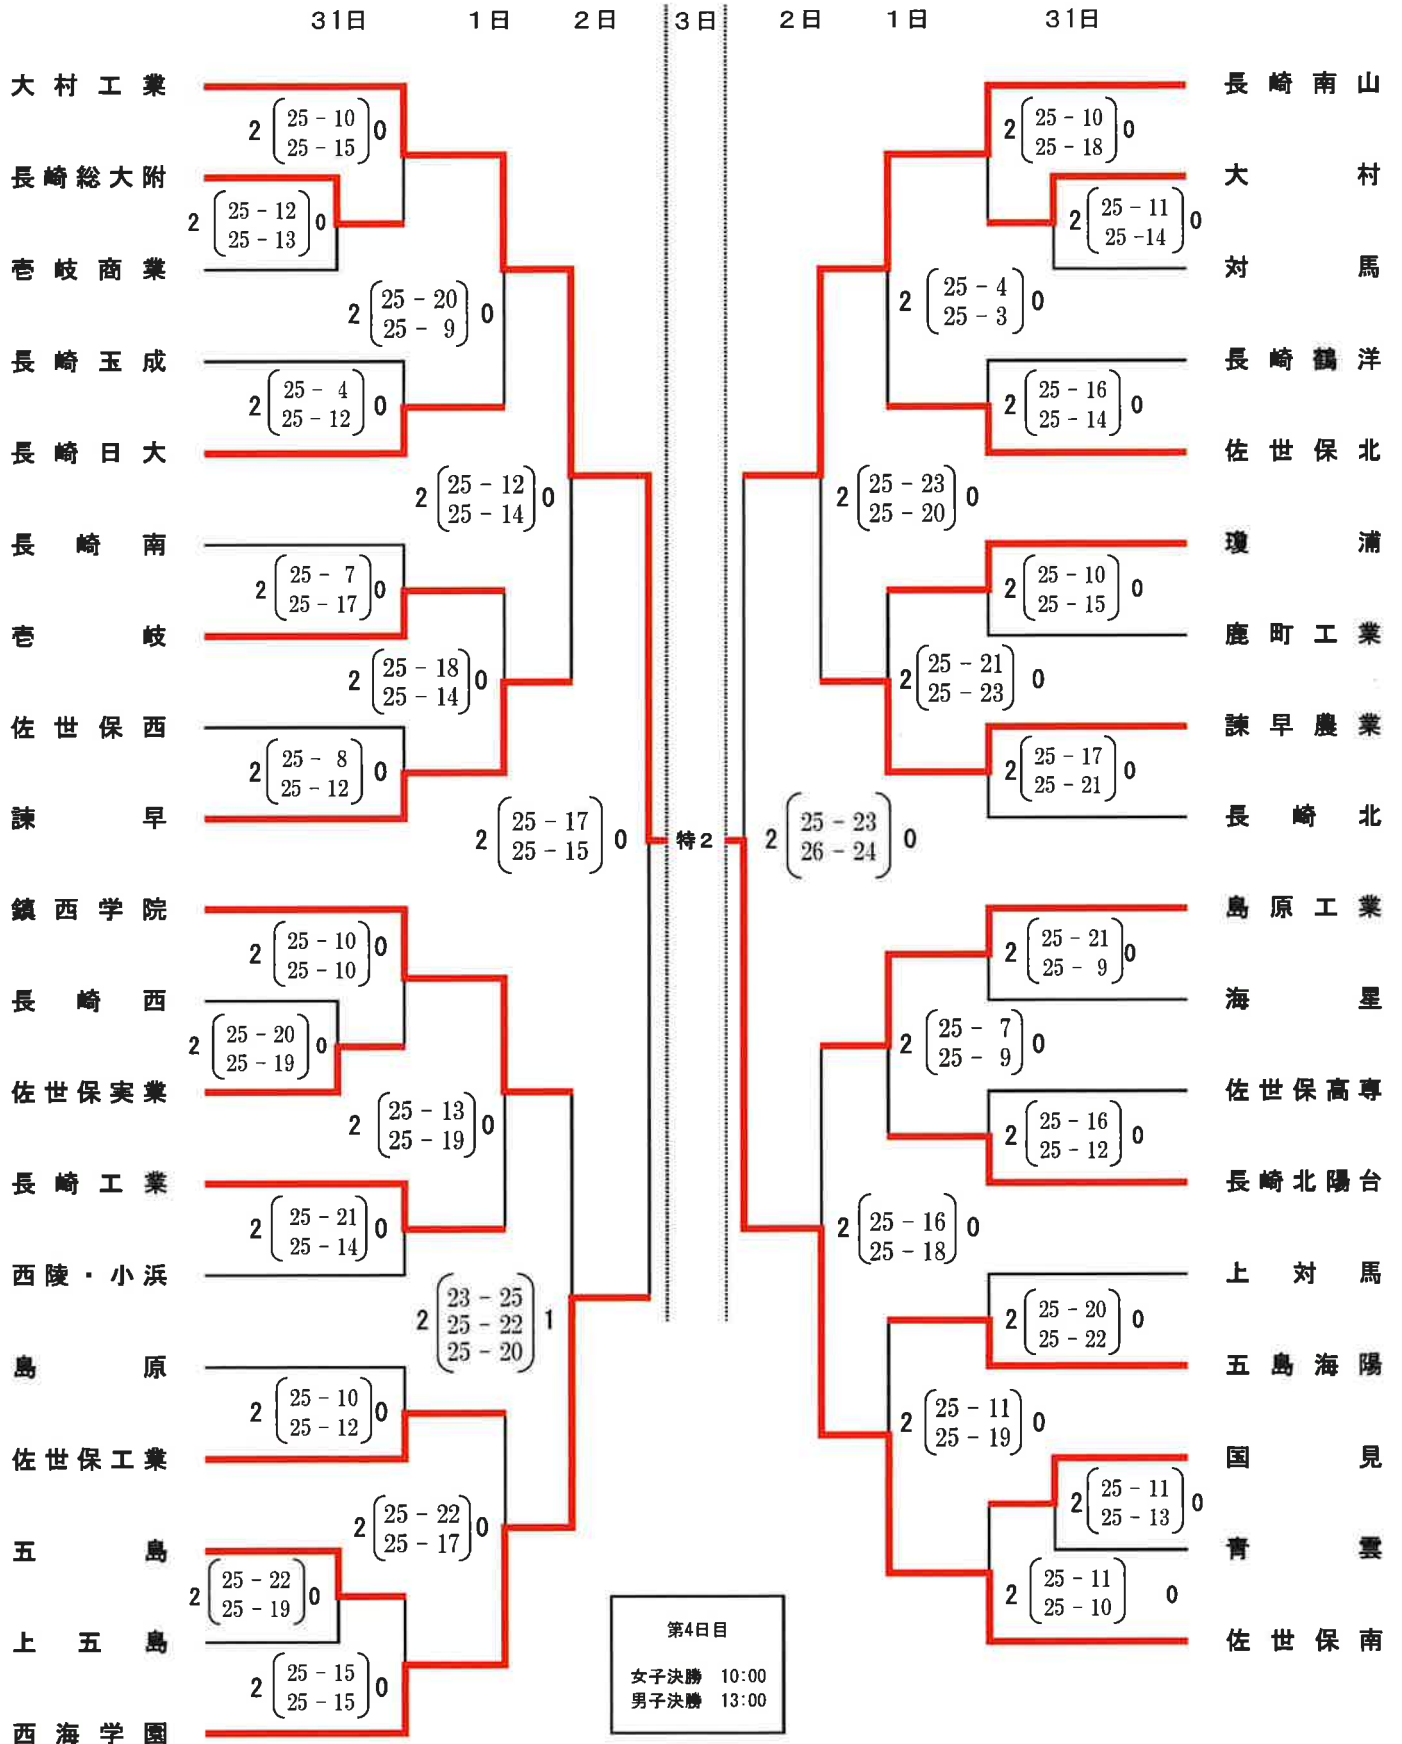 31日 1日 2日 3日 2日 1日 31日
大村工業
2 25 - 10 0
25 - 15
長崎総大附
2 25 - 12 0
25 - 13
壱岐商業
2 25 - 20 0
25 - 9
長崎玉成
2 25 - 4 0
25 - 12
長崎日大
2 25 - 12 0
25 - 14
長崎南
2 25 - 7 0
25 - 17
壱岐
2 25 - 18 0
25 - 14
佐世保西
2 25 - 8 0
25 - 12
諫早
2 25 - 17 0
25 - 15
鎮西学院
2 25 - 10 0
25 - 10
長崎西
2 25 - 20 0
25 - 19
佐世保実業
2 25 - 13 0
25 - 19
長崎工業
2 25 - 21 0
25 - 14
西陵・小浜
2 23 - 25 1
25 - 22
25 - 20
島原
2 25 - 10 0
25 - 12
佐世保工業
2 25 - 22 0
25 - 17
五島
2 25 - 22 0
25 - 19
上五島
2 25 - 15 0
25 - 15
西海学園
特2
長崎南山
2 25 - 10 0
25 - 18
大村
2 25 - 11 0
25 -14
対馬
2 25 - 4 0
25 - 3
長崎鶴洋
2 25 - 16 0
25 - 14
佐世保北
2 25 - 23 0
25 - 20
瓊浦
2 25 - 10 0
25 - 15
鹿町工業
2 25 - 21 0
25 - 23
諫早農業
2 25 - 17 0
25 - 21
長崎北
2 25 - 23 0
26 - 24
島原工業
2 25 - 21 0
25 - 9
海星
2 25 - 7 0
25 - 9
佐世保高専
2 25 - 16 0
25 - 12
長崎北陽台
2 25 - 16 0
25 - 18
上対馬
2 25 - 20 0
25 - 22
五島海陽
2 25 - 11 0
25 - 19
国見
2 25 - 11 0
25 - 13
青雲
2 25 - 11 0
25 - 10
佐世保南
第4日目
女子決勝 10:00
男子決勝 13:00